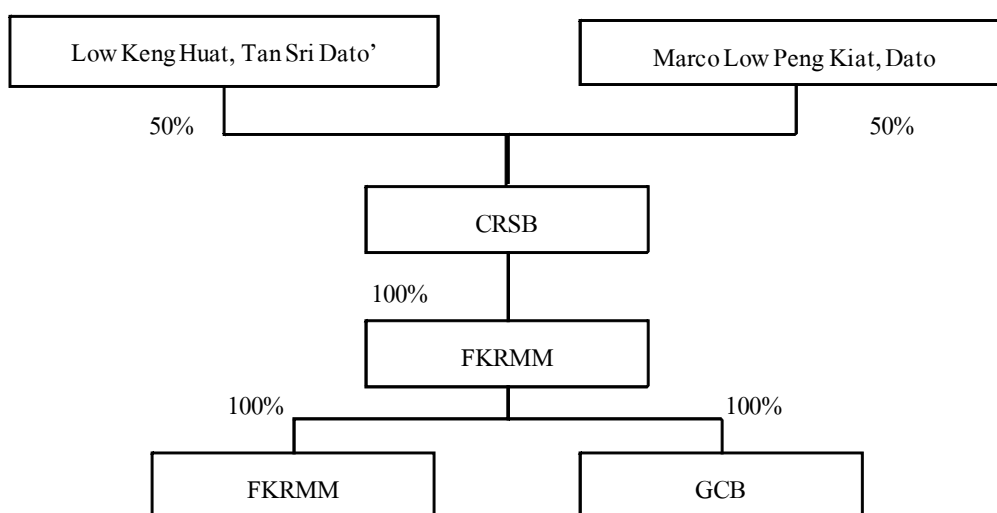 Low Keng Huat, Tan Sri Dato’
Marco Low Peng Kiat, Dato
50%
50%
CRSB
100%
FKRMM
100%
100%
FKRMM
GCB